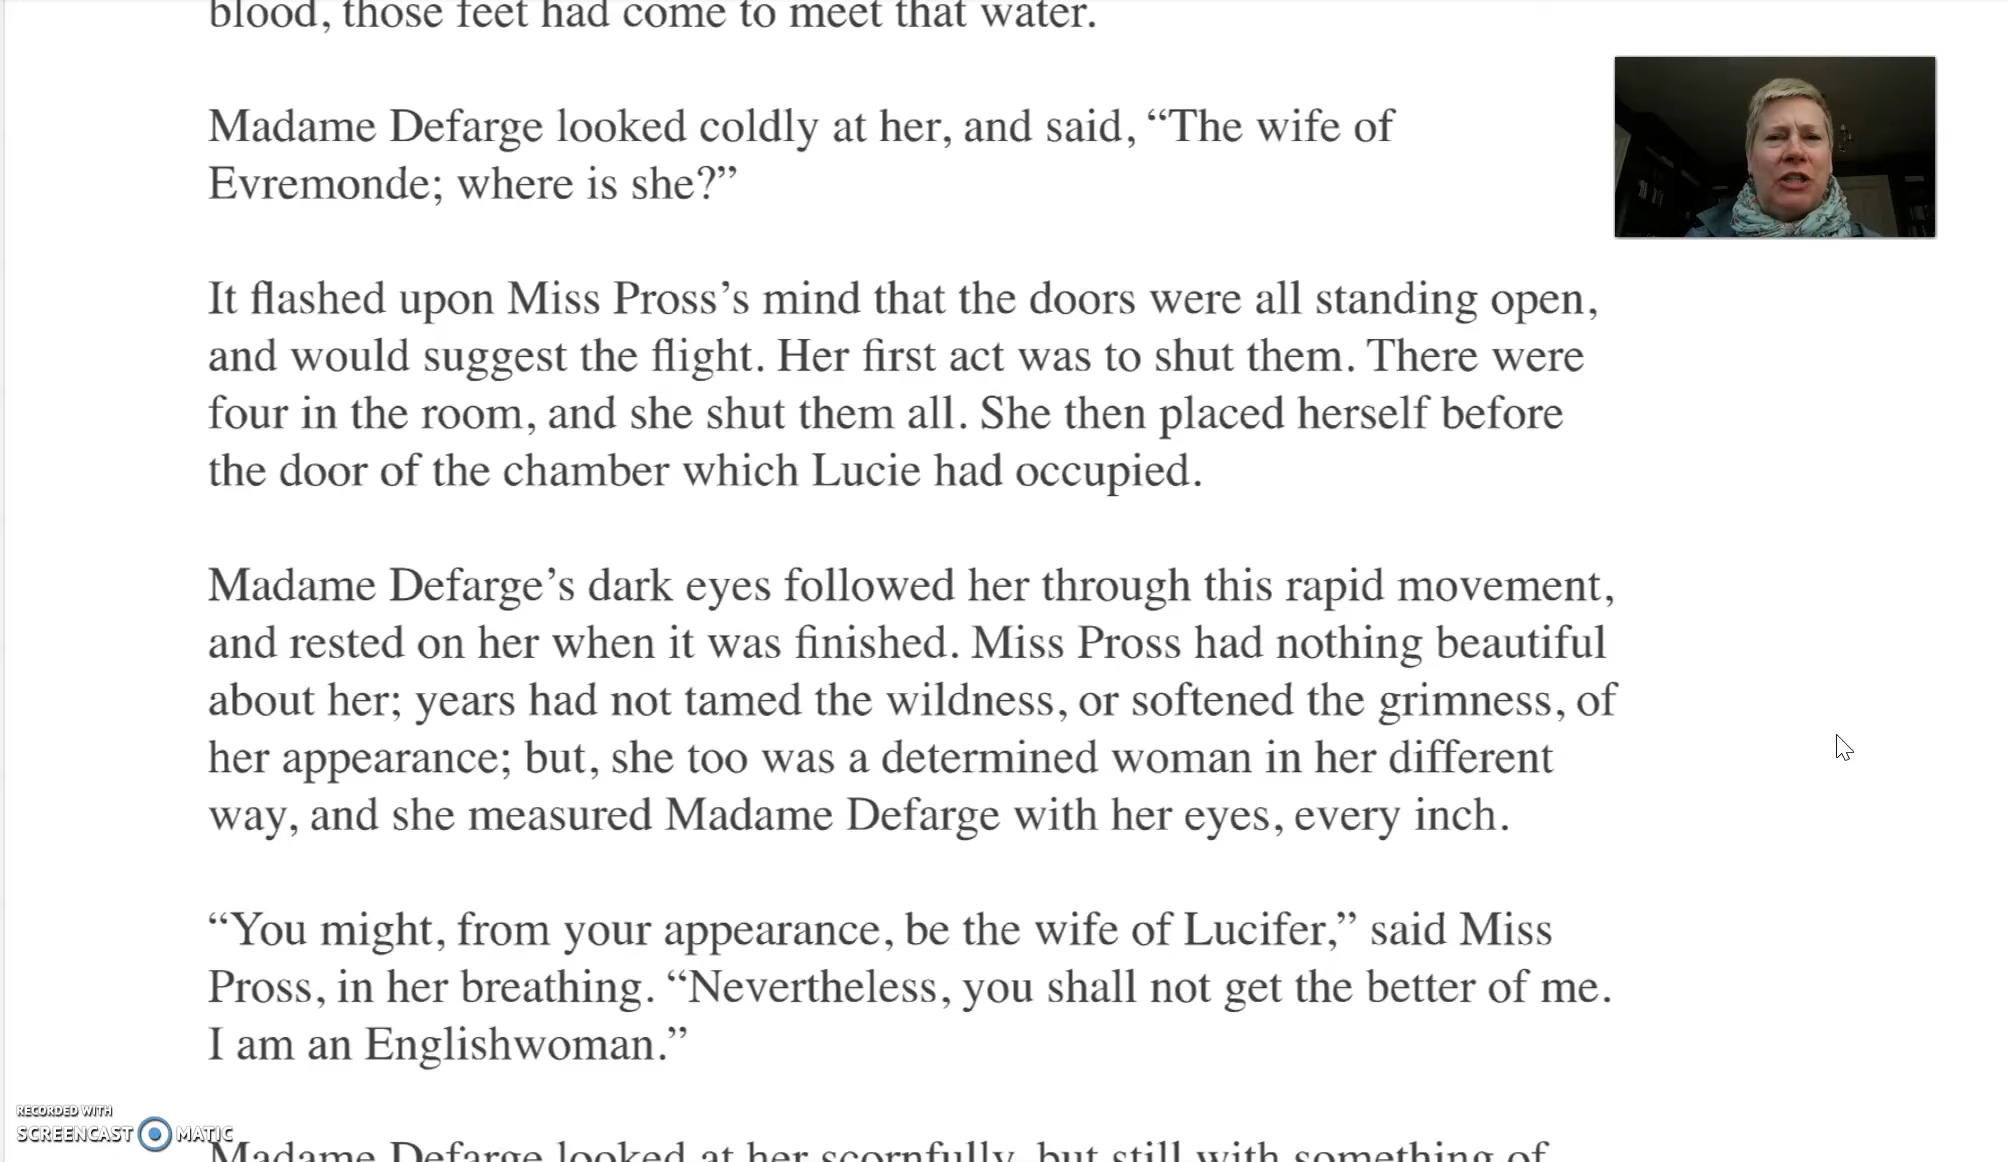 blood, those feet had come to meet that water.
Madame Defarge looked coldly at her, and said, “The wife of
Evremonde; where is she?”
It flashed upon Miss Pross’s mind that the doors were all standing open,
and would suggest the flight. Her first act was to shut them. There were
four in the room, and she shut them all. She then placed herself before
the door of the chamber which Lucie had occupied.
Madame Defarge’s dark eyes followed her through this rapid movement,
and rested on her when it was finished. Miss Pross had nothing beautiful
about her; years had not tamed the wildness, or softened the grimness, of
her appearance; but, she too was a determined woman in her different
way, and she measured Madame Defarge with her eyes, every inch.
“You might, from your appearance, be the wife of Lucifer,” said Miss
Pross, in her breathing. “Nevertheless, you shall not get the better of me.
I am an Englishwoman.”
Madame Defarge looked at her scornfully, but still with something of
RECORDED WITH
SCREENCAST MATIC